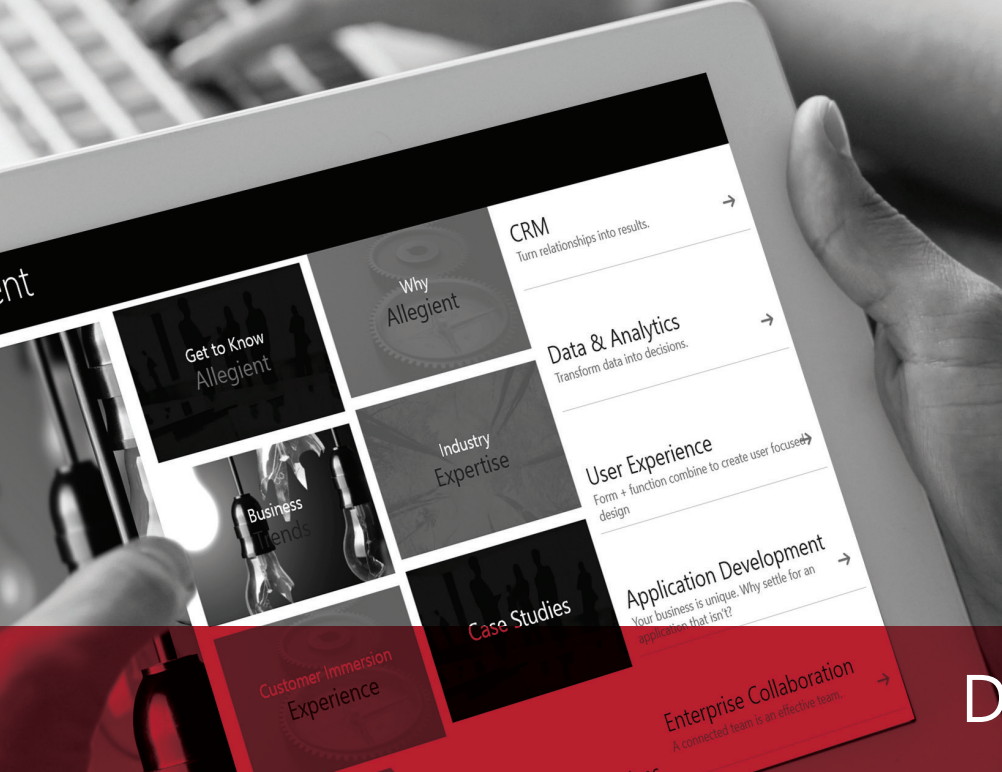 Get to Know
Allegient
Why
Allegient
Business
Trends
Industry
Expertise
Customer Immersion
Experience
Case Studies
CRM
Turn relationships into results.
Data & Analytics
Transform data into decisions.
User Experience
Form + function combine to create user focused
design
Application Development
Your business is unique. Why settle for an
application that isn't?
Enterprise Collaboration
A connected team is an effective team.